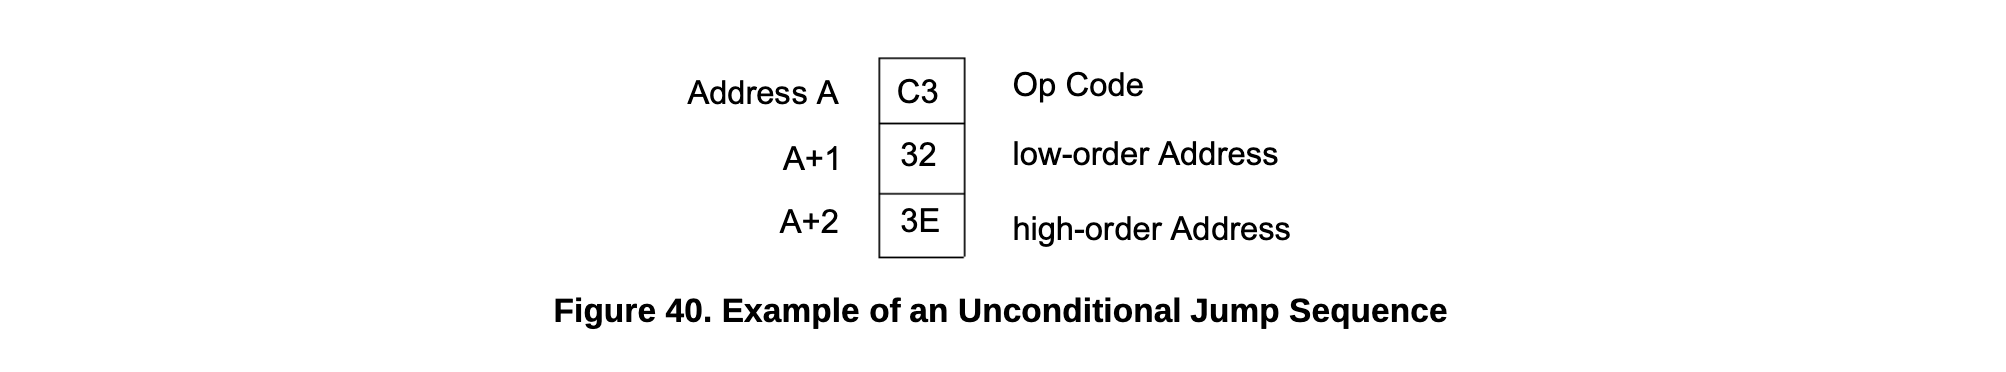 Address A C3 Op Code
A+1 32 low-order Address
A+2 3E high-order Address
Figure 40. Example of an Unconditional Jump Sequence